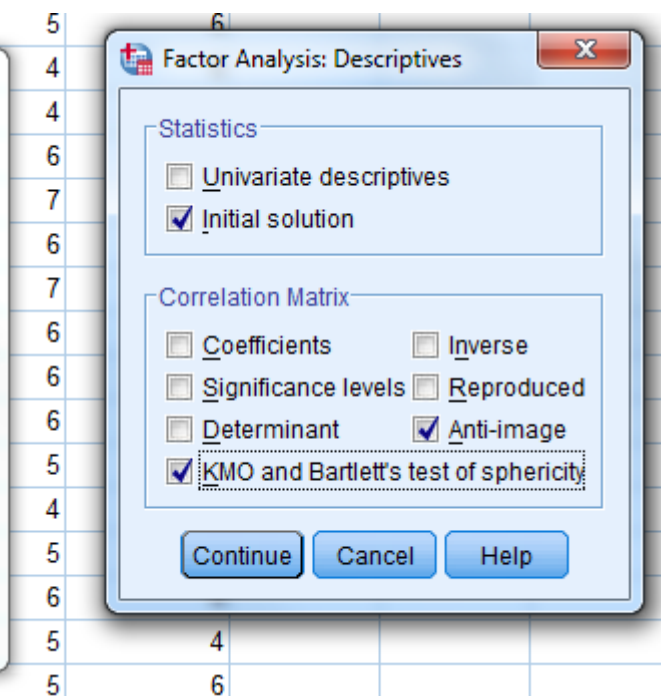 5 6
4
4
6
7
6
7
6
6
6
5
4
5
6
5 4
5 6
Factor Analysis: Descriptives
Statistics
Univariate descriptives
Initial solution
Correlation Matrix
Coefficients Inverse
Significance levels Reproduced
Determinant Anti-image
KMO and Bartlett's test of sphericity
Continue Cancel Help